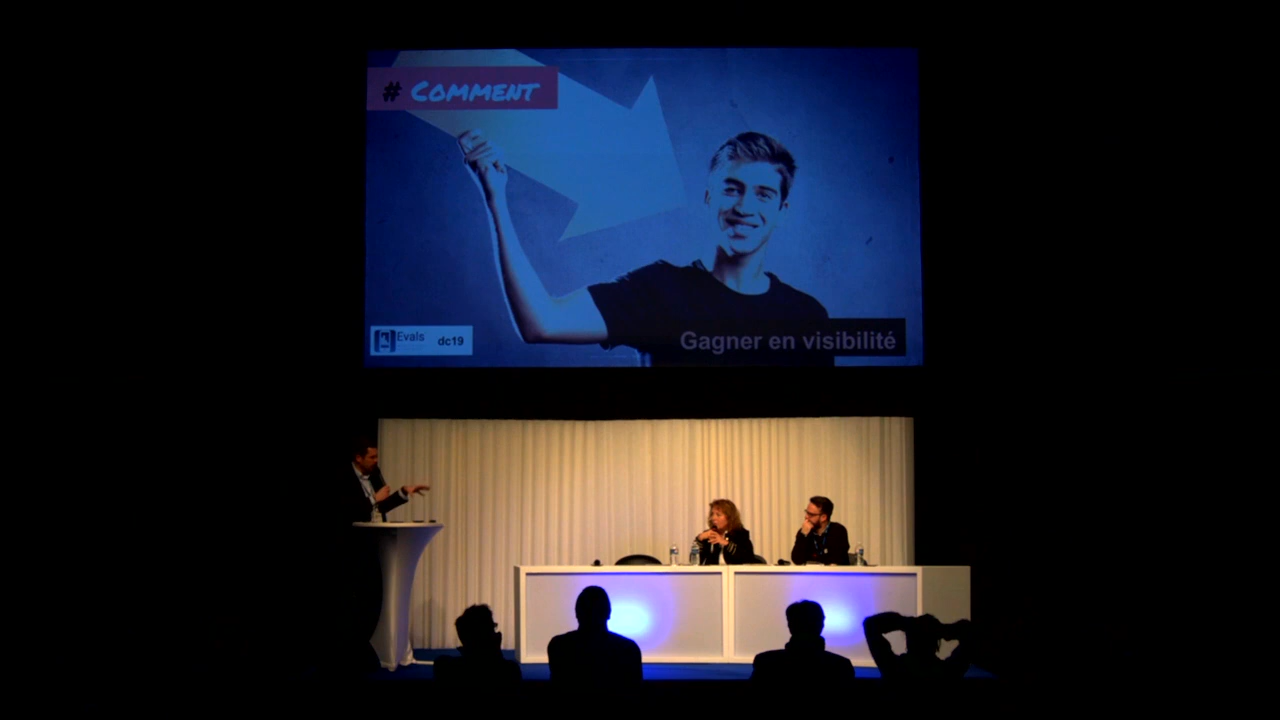 # COMMENT
Evals
dc19
Gagner en visibilité